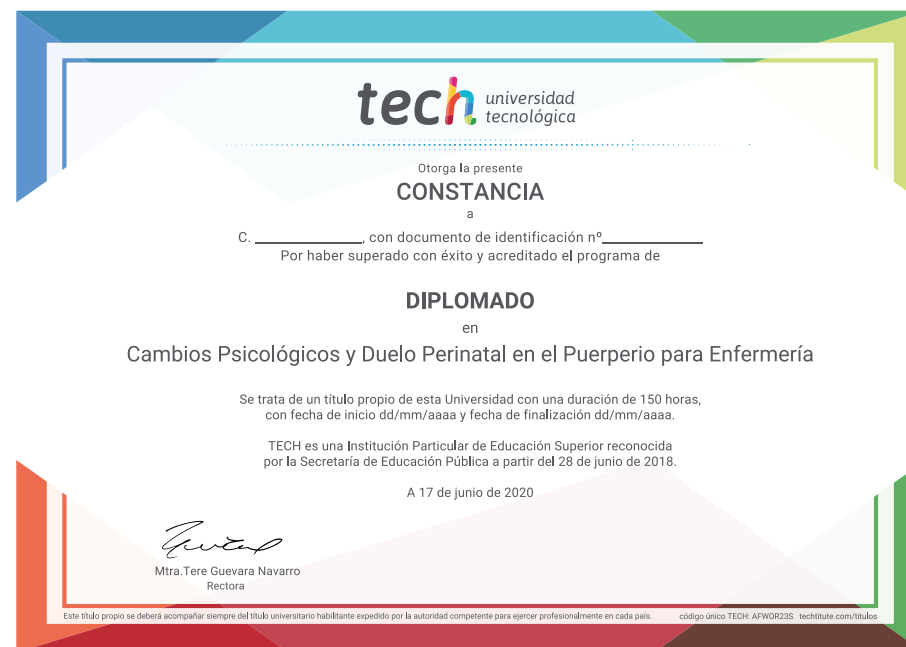 tech universidad
tecnológica
Otorga la presente
CONSTANCIA
a
C. ______________, con documento de identificación nº_____________
Por haber superado con éxito y acreditado el programa de
DIPLOMADO
en
Cambios Psicológicos y Duelo Perinatal en el Puerperio para Enfermería
Se trata de un título propio de esta Universidad con una duración de 150 horas,
con fecha de inicio dd/mm/aaaa y fecha de finalización dd/mm/aaaa.
TECH es una Institución Particular de Educación Superior reconocida
por la Secretaría de Educación Pública a partir del 28 de junio de 2018.
A 17 de junio de 2020
Mtra.Tere Guevara Navarro
Rectora
Este título propio se deberá acompañar siempre del título universitario habilitante expedido por la autoridad competente para ejercer profesionalmente en cada país. código único TECH: AFWOR23S techtitute.com/titulos